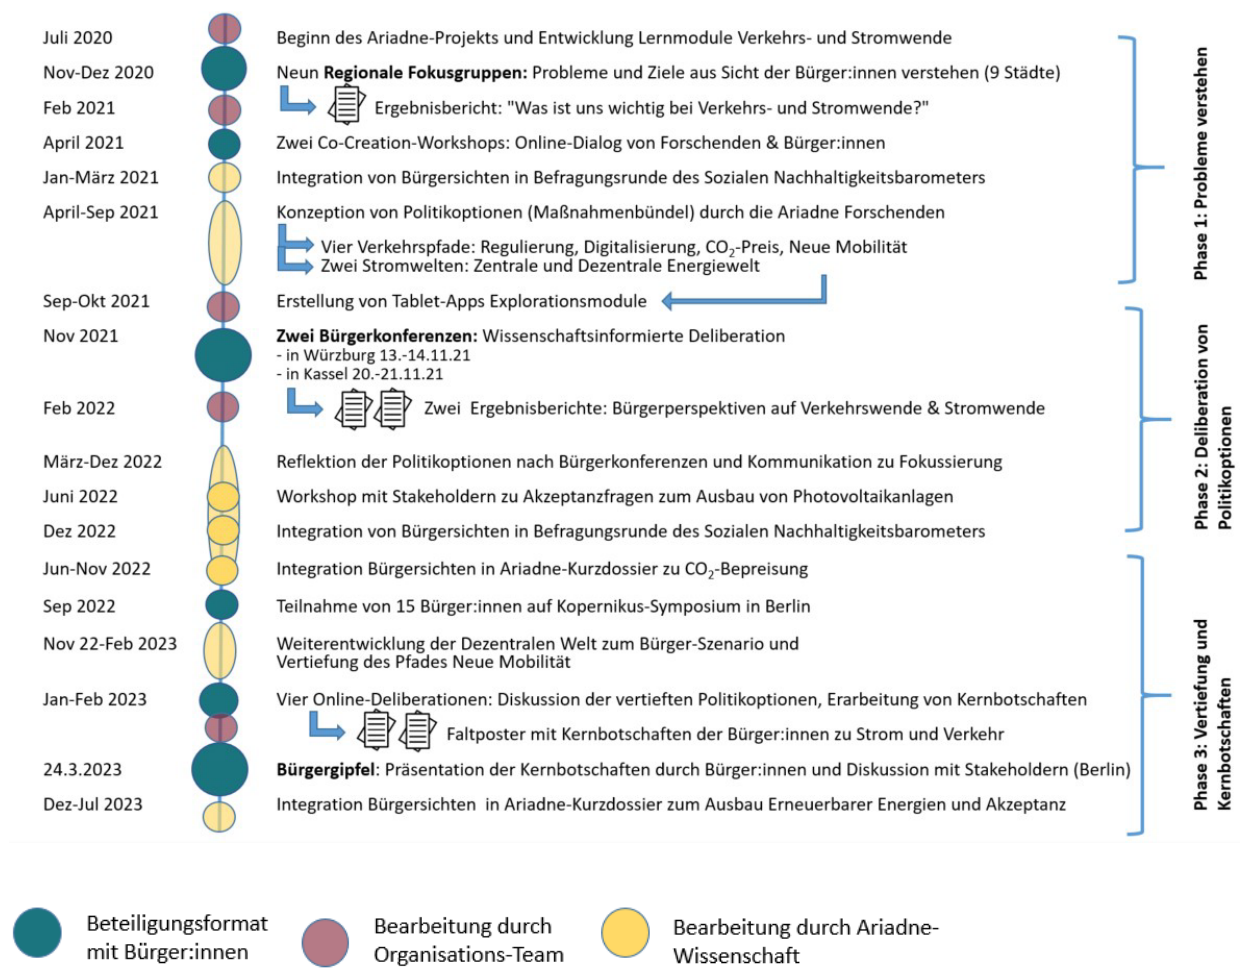 Juli 2020 Beginn des Ariadne-Projekts und Entwicklung Lernmodule Verkehrs- und Stromwende
Nov-Dez 2020 Neun Regionale Fokusgruppen: Probleme und Ziele aus Sicht der Bürger:innen verstehen (9 Städte)
Feb 2021 Ergebnisbericht: "Was ist uns wichtig bei Verkehrs- und Stromwende?"
April 2021 Zwei Co-Creation-Workshops: Online-Dialog von Forschenden & Bürger:innen
Jan-März 2021 Integration von Bürgersichten in Befragungsrunde des Sozialen Nachhaltigkeitsbarometers
April-Sep 2021 Konzeption von Politikoptionen (Maßnahmenbündel) durch die Ariadne Forschenden
Vier Verkehrspfade: Regulierung, Digitalisierung, CO₂-Preis, Neue Mobilität
Zwei Stromwelten: Zentrale und Dezentrale Energiewelt
Phase 1: Probleme verstehen
Sep-Okt 2021 Erstellung von Tablet-Apps Explorationsmodule
Nov 2021 Zwei Bürgerkonferenzen: Wissenschaftsinformierte Deliberation
- in Würzburg 13.-14.11.21
- in Kassel 20.-21.11.21
Feb 2022 Zwei Ergebnisberichte: Bürgerperspektiven auf Verkehrswende & Stromwende
März-Dez 2022 Reflektion der Politikoptionen nach Bürgerkonferenzen und Kommunikation zu Fokussierung
Juni 2022 Workshop mit Stakeholdern zu Akzeptanzfragen zum Ausbau von Photovoltaikanlagen
Dez 2022 Integration von Bürgersichten in Befragungsrunde des Sozialen Nachhaltigkeitsbarometers
Phase 2: Deliberation von
Politikoptionen
Jun-Nov 2022 Integration Bürgersichten in Ariadne-Kurzdossier zu CO₂-Bepreisung
Sep 2022 Teilnahme von 15 Bürger:innen auf Kopernikus-Symposium in Berlin
Nov 22-Feb 2023 Weiterentwicklung der Dezentralen Welt zum Bürger-Szenario und
Vertiefung des Pfades Neue Mobilität
Jan-Feb 2023 Vier Online-Deliberationen: Diskussion der vertieften Politikoptionen, Erarbeitung von Kernbotschaften
Faltposter mit Kernbotschaften der Bürger:innen zu Strom und Verkehr
24.3.2023 Bürgergipfel: Präsentation der Kernbotschaften durch Bürger:innen und Diskussion mit Stakeholdern (Berlin)
Dez-Jul 2023 Integration Bürgersichten in Ariadne-Kurzdossier zum Ausbau Erneuerbarer Energien und Akzeptanz
Phase 3: Vertiefung und
Kernbotschaften
Beteiligungsformat
mit Bürger:innen
Bearbeitung durch
Organisations-Team
Bearbeitung durch Ariadne-
Wissenschaft